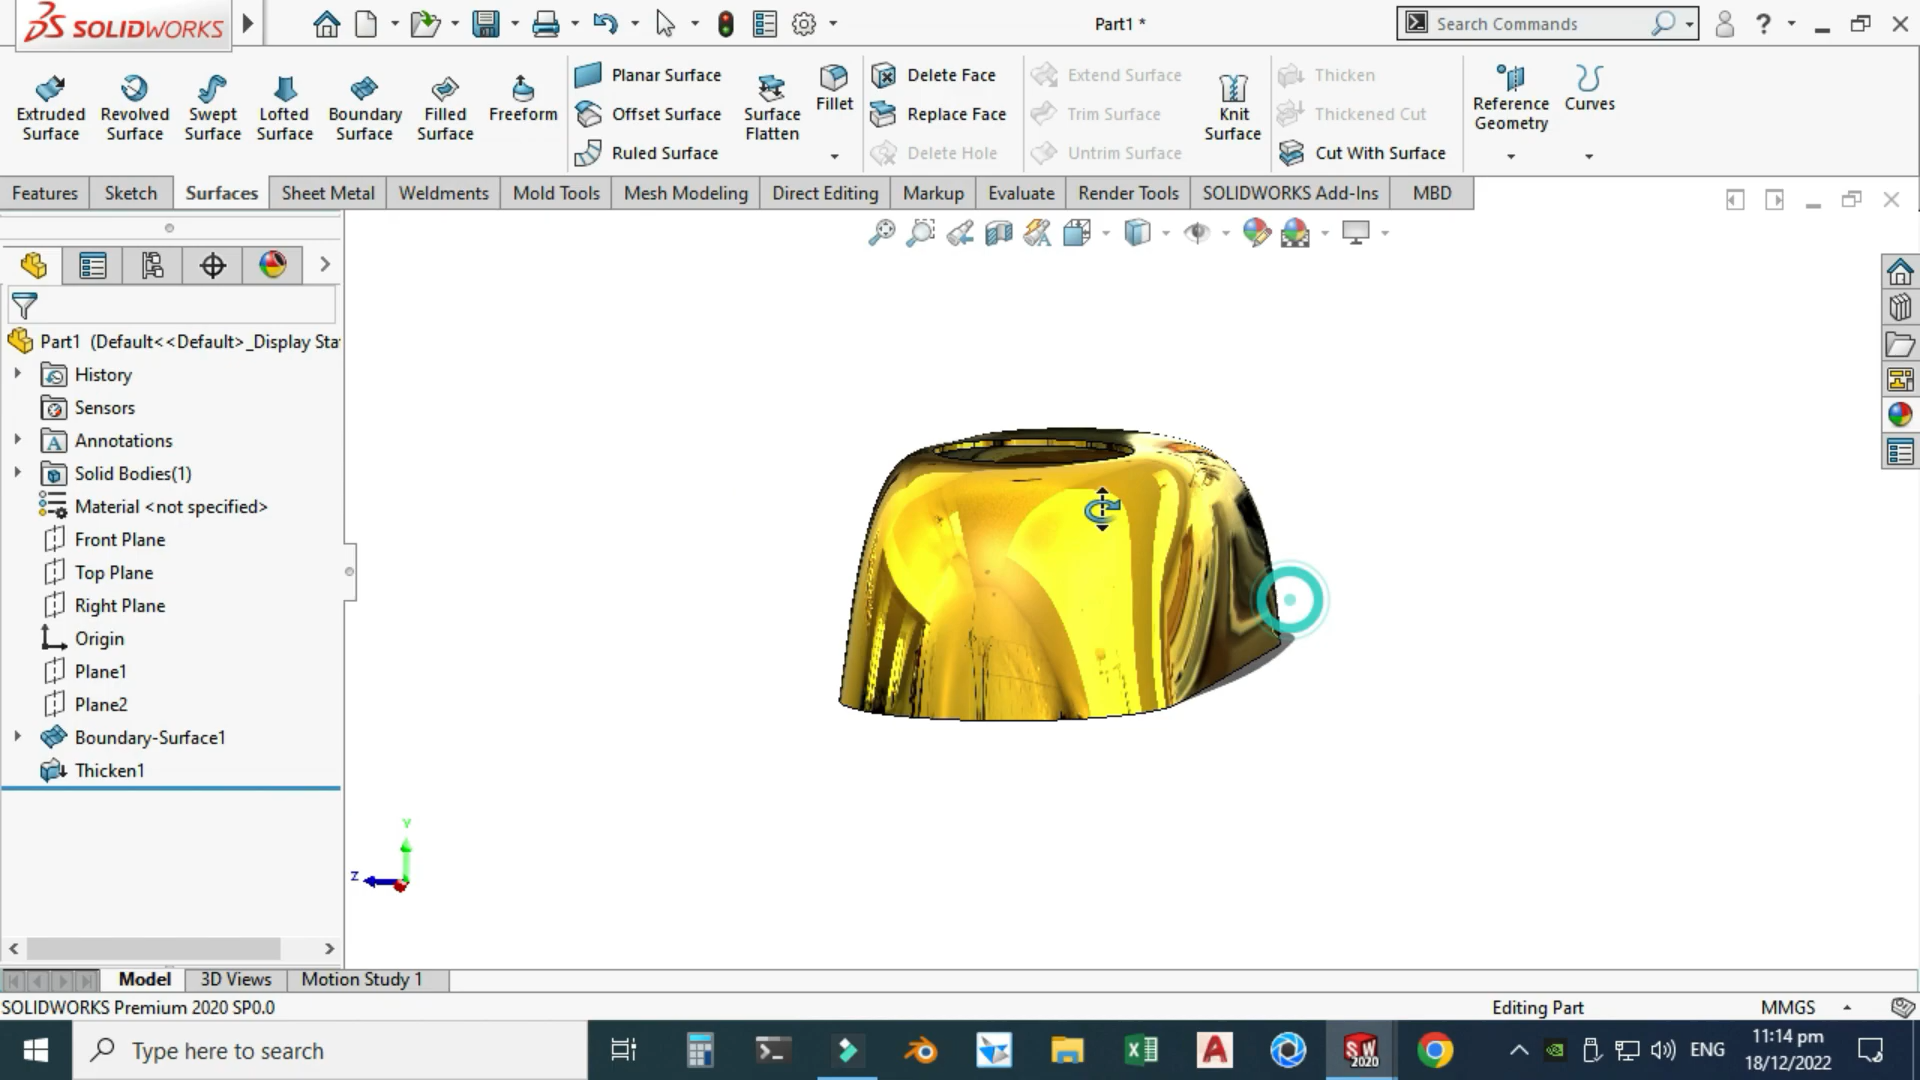 SOLIDWORKS
Part1 *
Search Commands
Extruded Surface
Revolved Surface
Swept Surface
Lofted Surface
Boundary Surface
Filled Surface
Freeform
Planar Surface
Offset Surface
Ruled Surface
Surface Flatten
Fillet
Delete Face
Replace Face
Delete Hole
Extend Surface
Trim Surface
Untrim Surface
Knit Surface
Thicken
Thickened Cut
Cut With Surface
Reference Geometry
Curves
Features
Sketch
Surfaces
Sheet Metal
Weldments
Mold Tools
Mesh Modeling
Direct Editing
Markup
Evaluate
Render Tools
SOLIDWORKS Add-Ins
MBD
Part1 (Default<<Default>_Display Sta
History
Sensors
Annotations
Solid Bodies(1)
Material <not specified>
Front Plane
Top Plane
Right Plane
Origin
Plane1
Plane2
Boundary-Surface1
Thicken1
Y
Z
Model
3D Views
Motion Study 1
SOLIDWORKS Premium 2020 SP0.0
Editing Part
MMGS
Type here to search
SW
2020
ENG
11:14 pm
18/12/2022